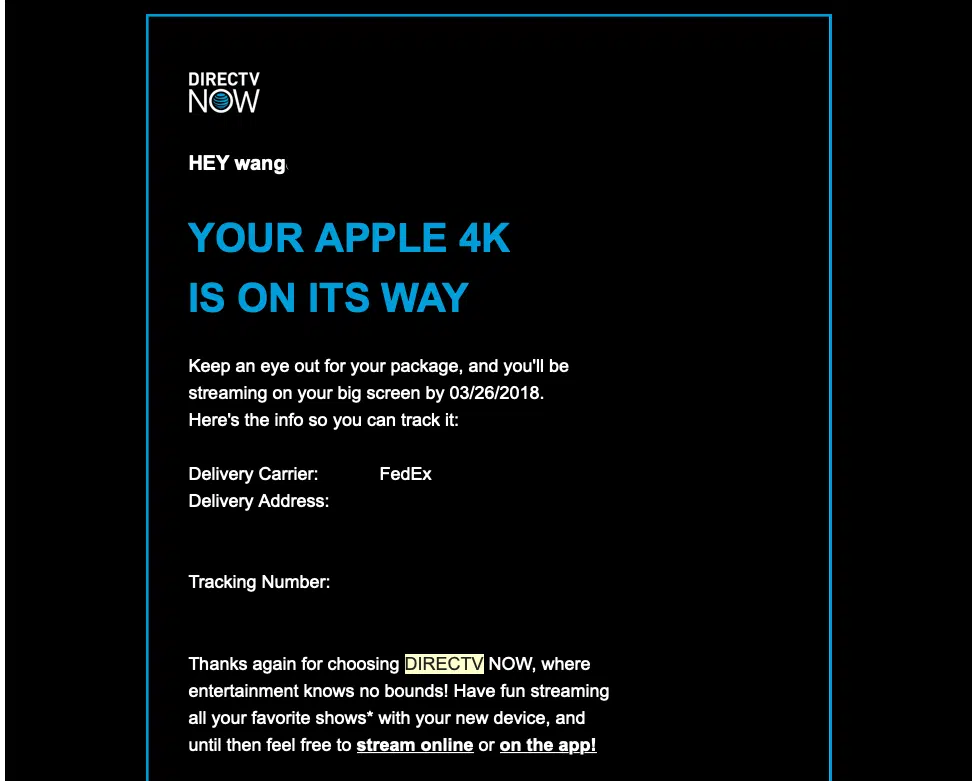 DIRECTV
NOW
HEY wang
YOUR APPLE 4K
IS ON ITS WAY
Keep an eye out for your package, and you'll be
streaming on your big screen by 03/26/2018.
Here's the info so you can track it:
Delivery Carrier: FedEx
Delivery Address:
Tracking Number:
Thanks again for choosing DIRECTV NOW, where
entertainment knows no bounds! Have fun streaming
all your favorite shows* with your new device, and
until then feel free to stream online or on the app!